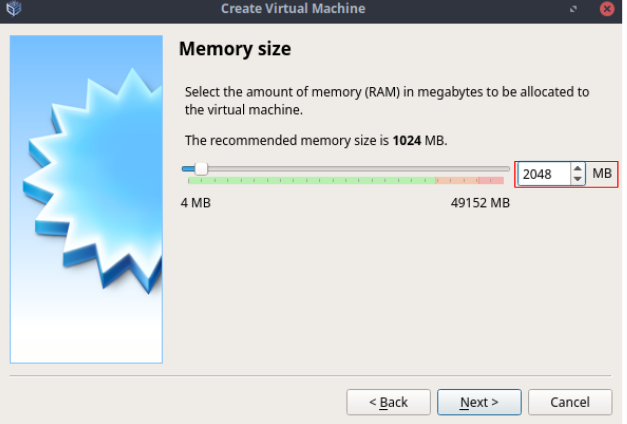 Create Virtual Machine
Memory size
Select the amount of memory (RAM) in megabytes to be allocated to
the virtual machine.
The recommended memory size is 1024 MB.
2048 MB
4 MB 49152 MB
< Back Next > Cancel